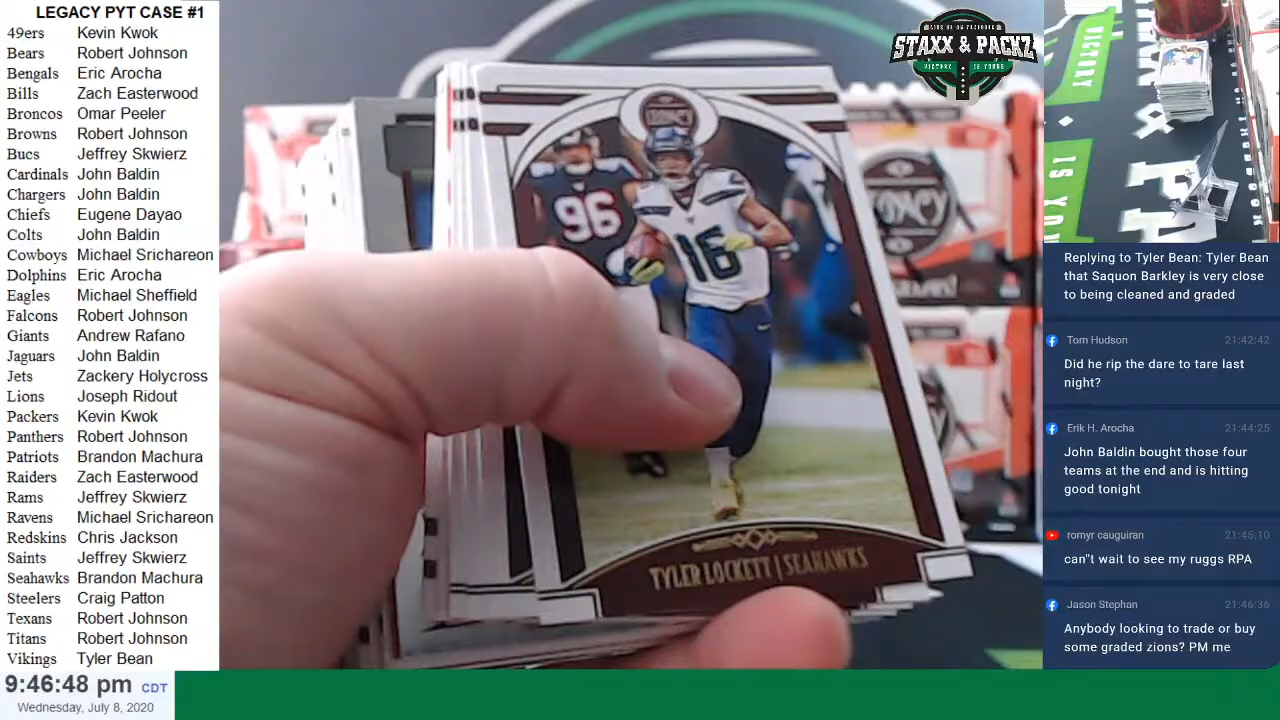 LEGACY PYT CASE #1
49ers Kevin Kwok
Bears Robert Johnson
Bengals Eric Arocha
Bills Zach Easterwood
Broncos Omar Peeler
Browns Robert Johnson
Bucs Jeffrey Skwierz
Cardinals John Baldin
Chargers John Baldin
Chiefs Eugene Dayao
Colts John Baldin
Cowboys Michael Srichareon
Dolphins Eric Arocha
Eagles Michael Sheffield
Falcons Robert Johnson
Giants Andrew Rafano
Jaguars John Baldin
Jets Zackery Holycross
Lions Joseph Ridout
Packers Kevin Kwok
Panthers Robert Johnson
Patriots Brandon Machura
Raiders Zach Easterwood
Rams Jeffrey Skwierz
Ravens Michael Srichareon
Redskins Chris Jackson
Saints Jeffrey Skwierz
Seahawks Brandon Machura
Steelers Craig Patton
Texans Robert Johnson
Titans Robert Johnson
Vikings Tyler Bean
9:46:48 pm CDT
Wednesday, July 8, 2020
LEGACY
96
16
TYLER LOCKETT | SEAHAWKS
STAXX & PACKZ
VICTORY IS YOURS
VICTORY
IS YOU
Replying to Tyler Bean: Tyler Bean
that Saquon Barkley is very close
to being cleaned and graded
Tom Hudson 21:42:42
Did he rip the dare to tare last
night?
Erik H. Arocha 21:44:25
John Baldin bought those four
teams at the end and is hitting
good tonight
romyr cauguiran 21:45:10
can"t wait to see my ruggs RPA
Jason Stephan 21:46:36
Anybody looking to trade or buy
some graded zions? PM me